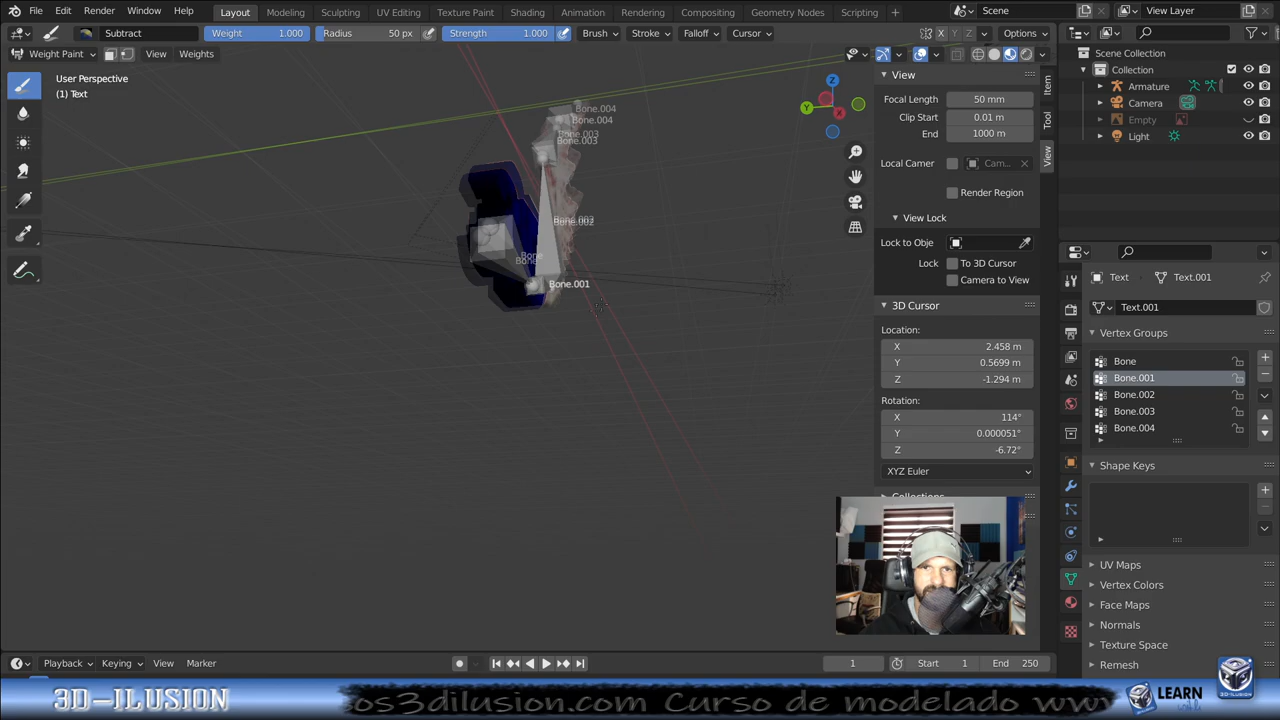 File Edit Render Window Help Layout Modeling Sculpting UV Editing Texture Paint Shading Animation Rendering Compositing Geometry Nodes Scripting + Scene View Layer
Subtract Weight 1.000 Radius 50 px Strength 1.000 Brush Stroke Falloff Cursor X Y Z Options
Weight Paint View Weights
User Perspective
(1) Text
Z
Y
X
Bone.004
Bone.004
Bone.003
Bone.003
Bone.002
Bone
Bone
Bone.001
View
Focal Length 50 mm
Clip Start 0.01 m
End 1000 m
Local Camer Cam...
Render Region
View Lock
Lock to Obje
Lock To 3D Cursor
Camera to View
3D Cursor
Location:
X 2.458 m
Y 0.5699 m
Z -1.294 m
Rotation:
X 114°
Y 0.000051°
Z -6.72°
XYZ Euler
Item
Tool
View
Scene Collection
Collection
Armature
Camera
Empty
Light
Text Text.001
Text.001
Vertex Groups
Bone
Bone.001
Bone.002
Bone.003
Bone.004
Shape Keys
UV Maps
Vertex Colors
Face Maps
Normals
Texture Space
Remesh
Playback Keying View Marker 1 Start 1 End 250
3D-ILUSION os3dilusion.com Curso de modelado www
LEARN